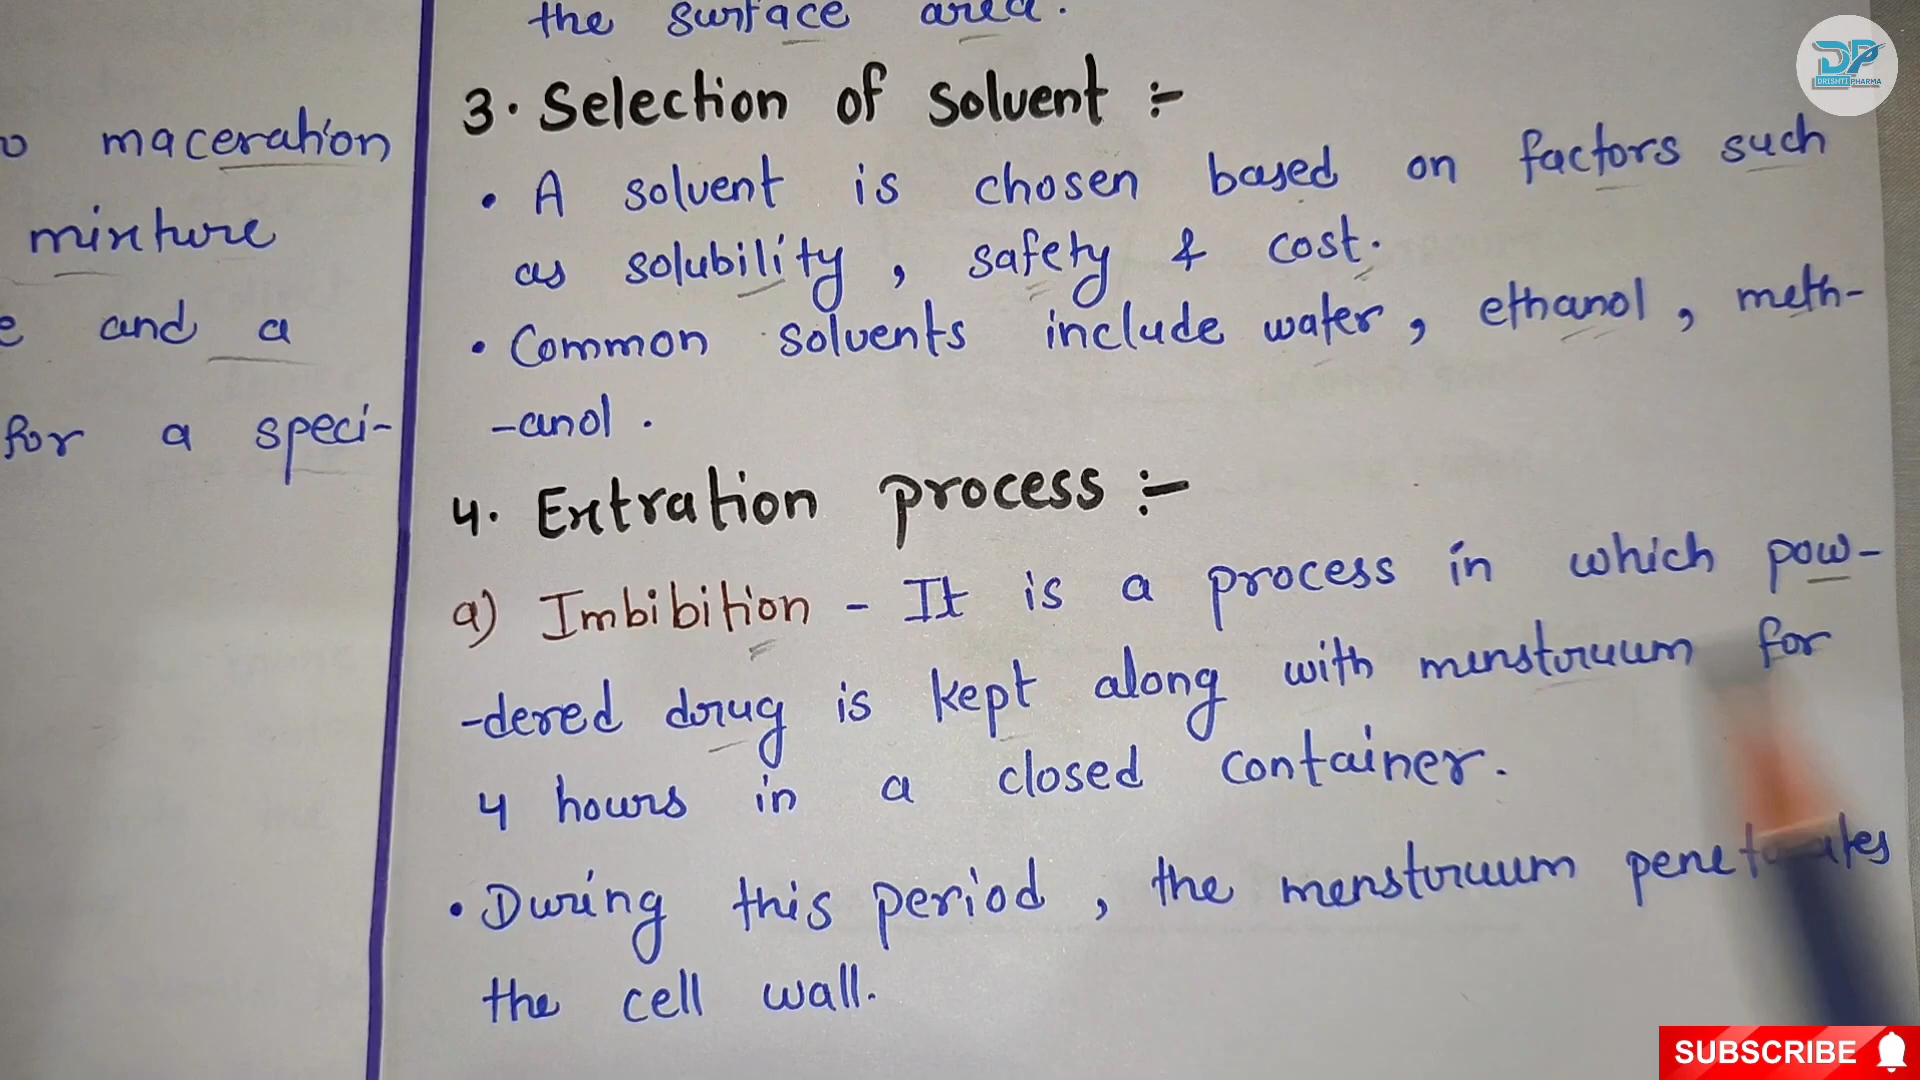 maceration
mixture
and a
for a speci-
the surface area.
3. Selection of solvent :-
• A solvent is chosen based on factors such
as solubility, safety & cost.
• Common solvents include water, ethanol, meth-
-anol.
4. Extration process :-
a) Imbibition - It is a process in which pow-
-dered drug is kept along with menstruum for
4 hours in a closed container.
• During this period, the menstruum penetrates
the cell wall.
DP
DRISHTI PHARMA
SUBSCRIBE